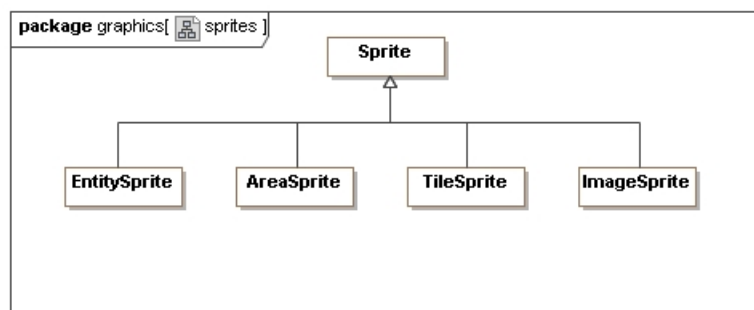 package graphics[ sprites ]
Sprite
EntitySprite
AreaSprite
TileSprite
ImageSprite